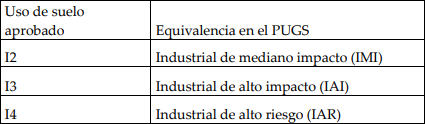 Uso de suelo
aprobado
Equivalencia en el PUGS
I2
Industrial de mediano impacto (IMI)
I3
Industrial de alto impacto (IAI)
I4
Industrial de alto riesgo (IAR)